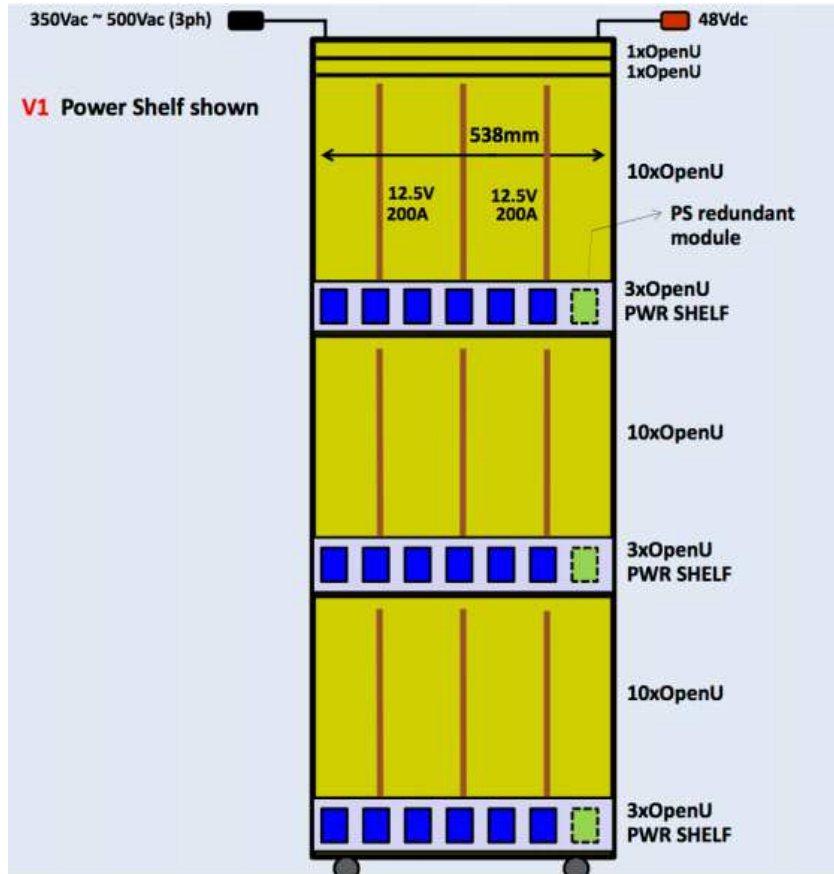 350Vac ~ 500Vac (3ph)
48Vdc
1xOpenU
1xOpenU
V1 Power Shelf shown
538mm
10xOpenU
12.5V
200A
12.5V
200A
PS redundant
module
3xOpenU
PWR SHELF
10xOpenU
3xOpenU
PWR SHELF
10xOpenU
3xOpenU
PWR SHELF